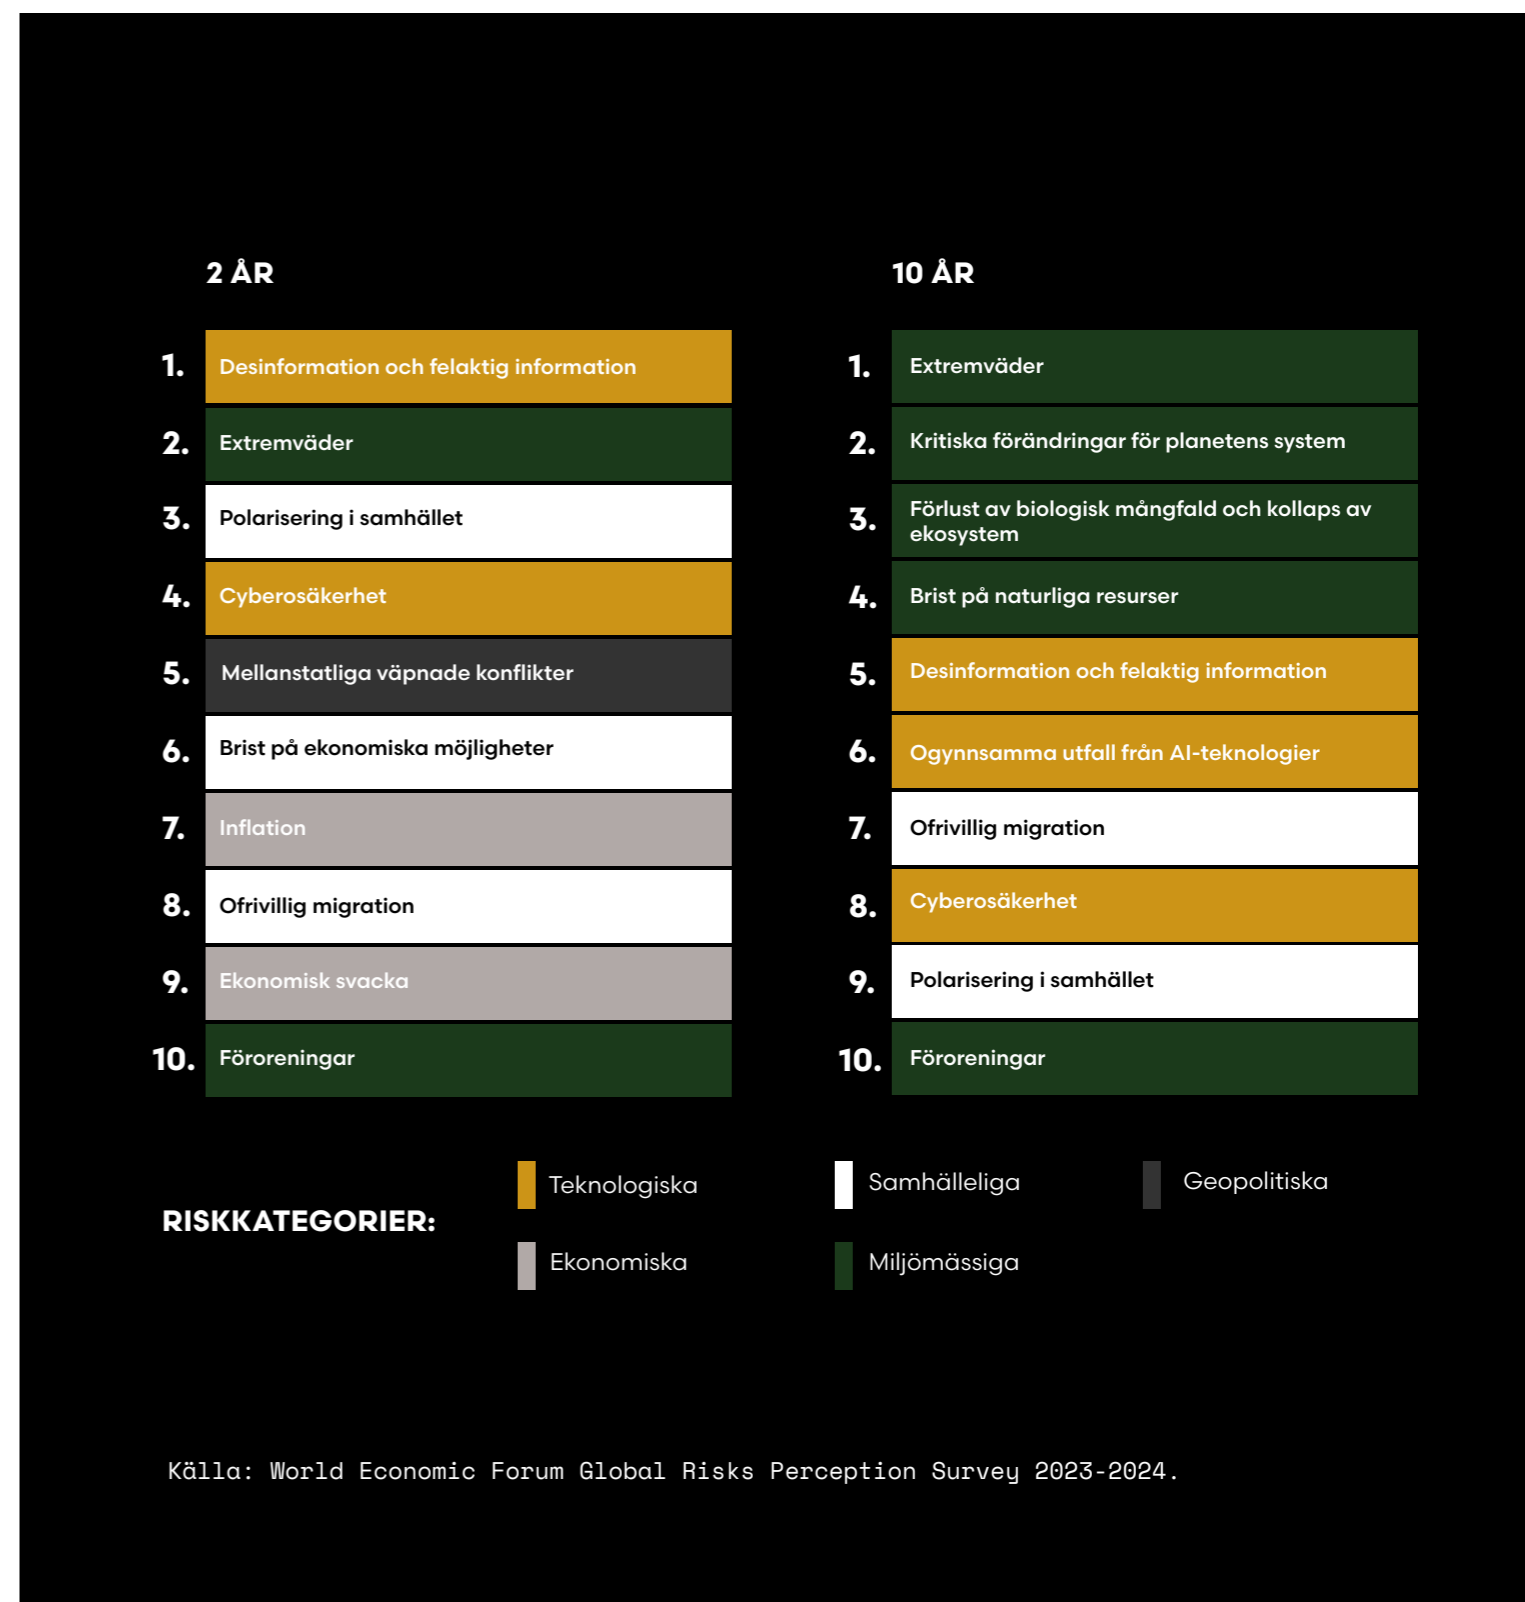 2 ÅR
1.
Desinformation och felaktig information
2.
Extremväder
3.
Polarisering i samhället
4.
Cyberosäkerhet
5.
Mellanstatliga väpnade konflikter
6.
Brist på ekonomiska möjligheter
7.
Inflation
8.
Ofrivillig migration
9.
Ekonomisk svacka
10.
Föroreningar
10 ÅR
1.
Extremväder
2.
Kritiska förändringar för planetens system
3.
Förlust av biologisk mångfald och kollaps av
ekosystem
4.
Brist på naturliga resurser
5.
Desinformation och felaktig information
6.
Ogynnsamma utfall från AI-teknologier
7.
Ofrivillig migration
8.
Cyberosäkerhet
9.
Polarisering i samhället
10.
Föroreningar
RISKKATEGORIER:
Teknologiska
Samhälleliga
Geopolitiska
Ekonomiska
Miljömässiga
Källa: World Economic Forum Global Risks Perception Survey 2023-2024.